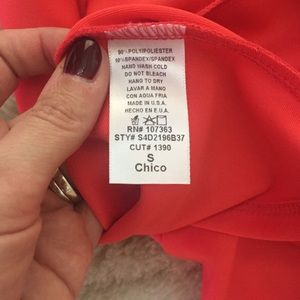 90% POLY/POLIESTER
10% SPANDEX/SPANDEX
HAND WASH COLD
DO NOT BLEACH
HANG TO DRY
LAVAR A MANO
CON AGUA FRIA
MADE IN U.S.A.
HECHO EN E.U.A.
RN# 107363
STY# S4D2196B37
CUT# 1390
S
Chico